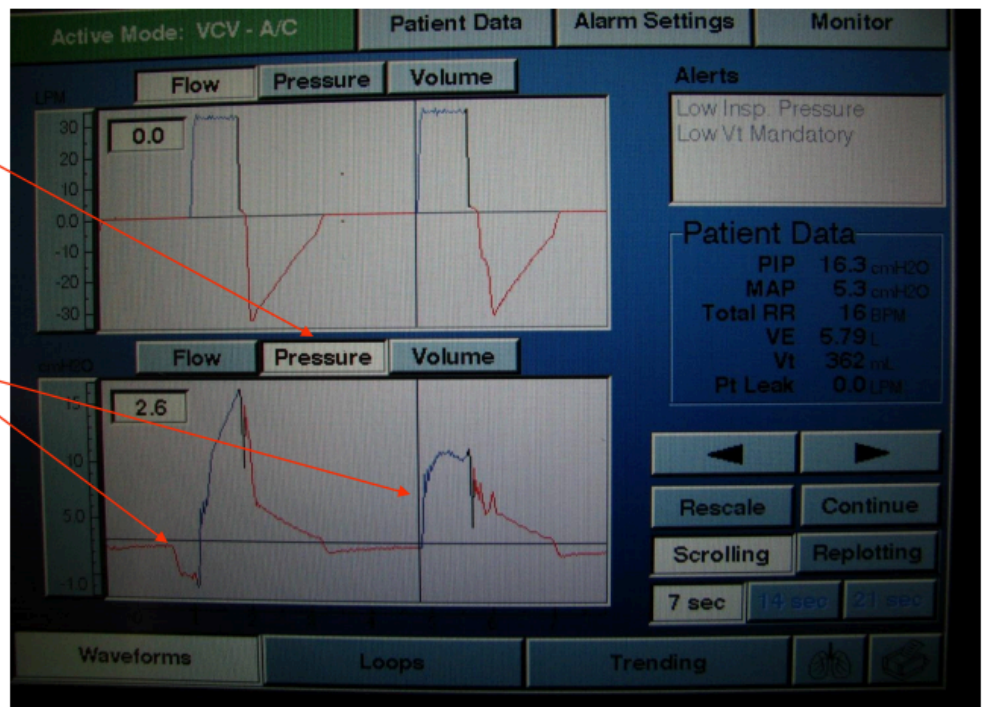 Active Mode: VCV - A/C
Patient Data
Alarm Settings
Monitor
Flow
Pressure
Volume
LPM
30
20
10
0.0
-10
-20
-30
0.0
Alerts
Low Insp. Pressure
Low Vt Mandatory
Patient Data
PIP 16.3 cmH2O
MAP 5.3 cmH2O
Total RR 16 BPM
VE 5.79 L
Vt 362 mL
Pt Leak 0.0 LPM
Flow
Pressure
Volume
cmH2O
15
10
5.0
-1.0
2.6
Rescale
Continue
Scrolling
Replotting
7 sec
14 sec
21 sec
Waveforms
Loops
Trending